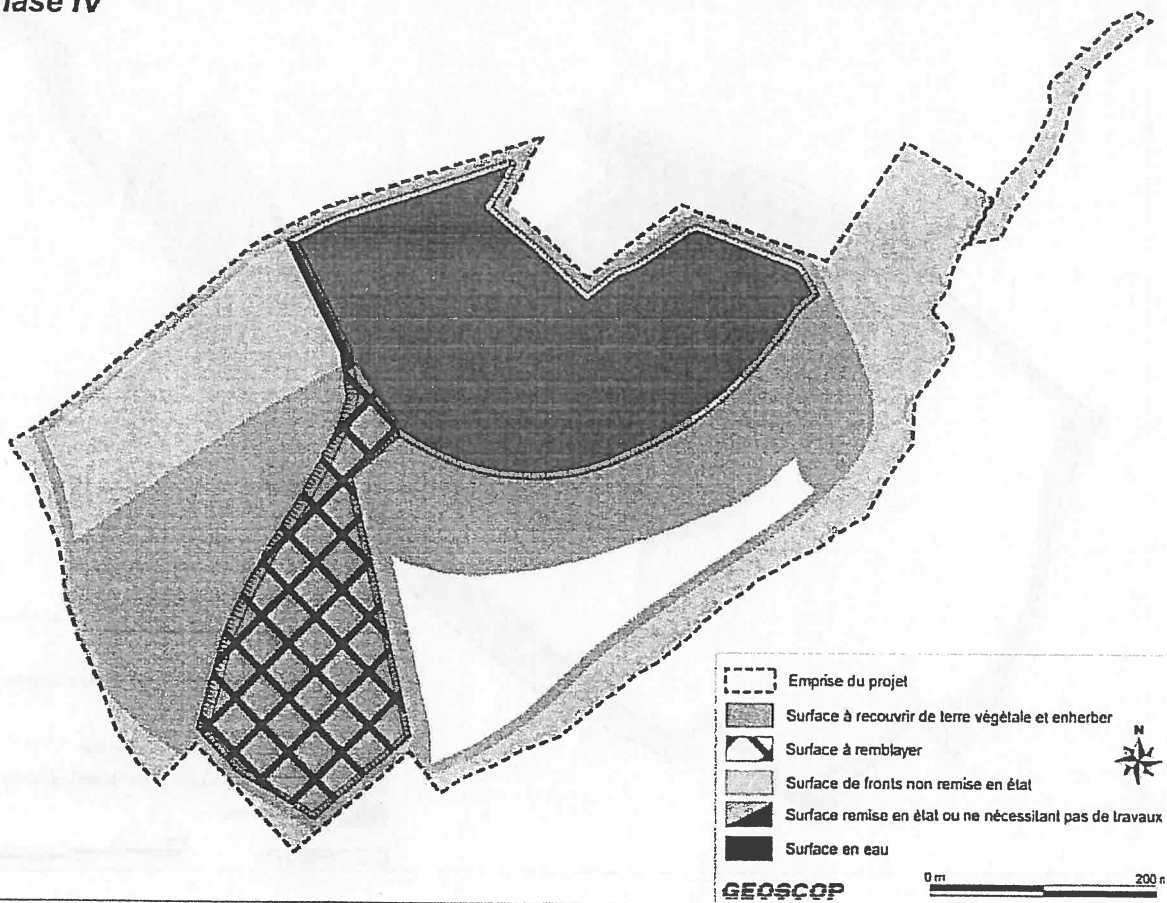 hase IV
Emprise du projet
Surface à recouvrir de terre végétale et enherber
N
Surface à remblayer
Surface de fronts non remise en état
Surface remise en état ou ne nécessitant pas de travaux
Surface en eau
GEOSCOP
0 m 200 m